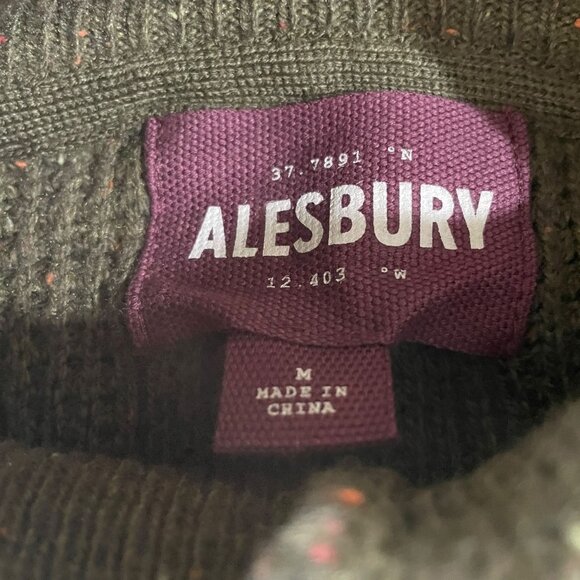 37.7891 °N
ALESBURY
12.403 °W
M
MADE IN
CHINA